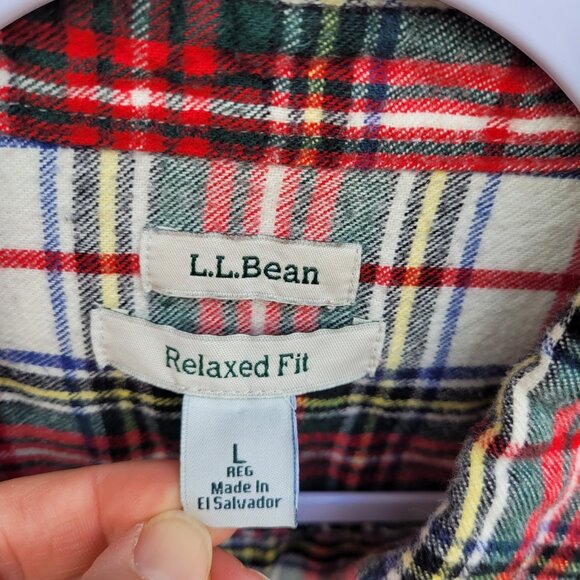 L.L.Bean
Relaxed Fit
L
REG
Made In
El Salvador